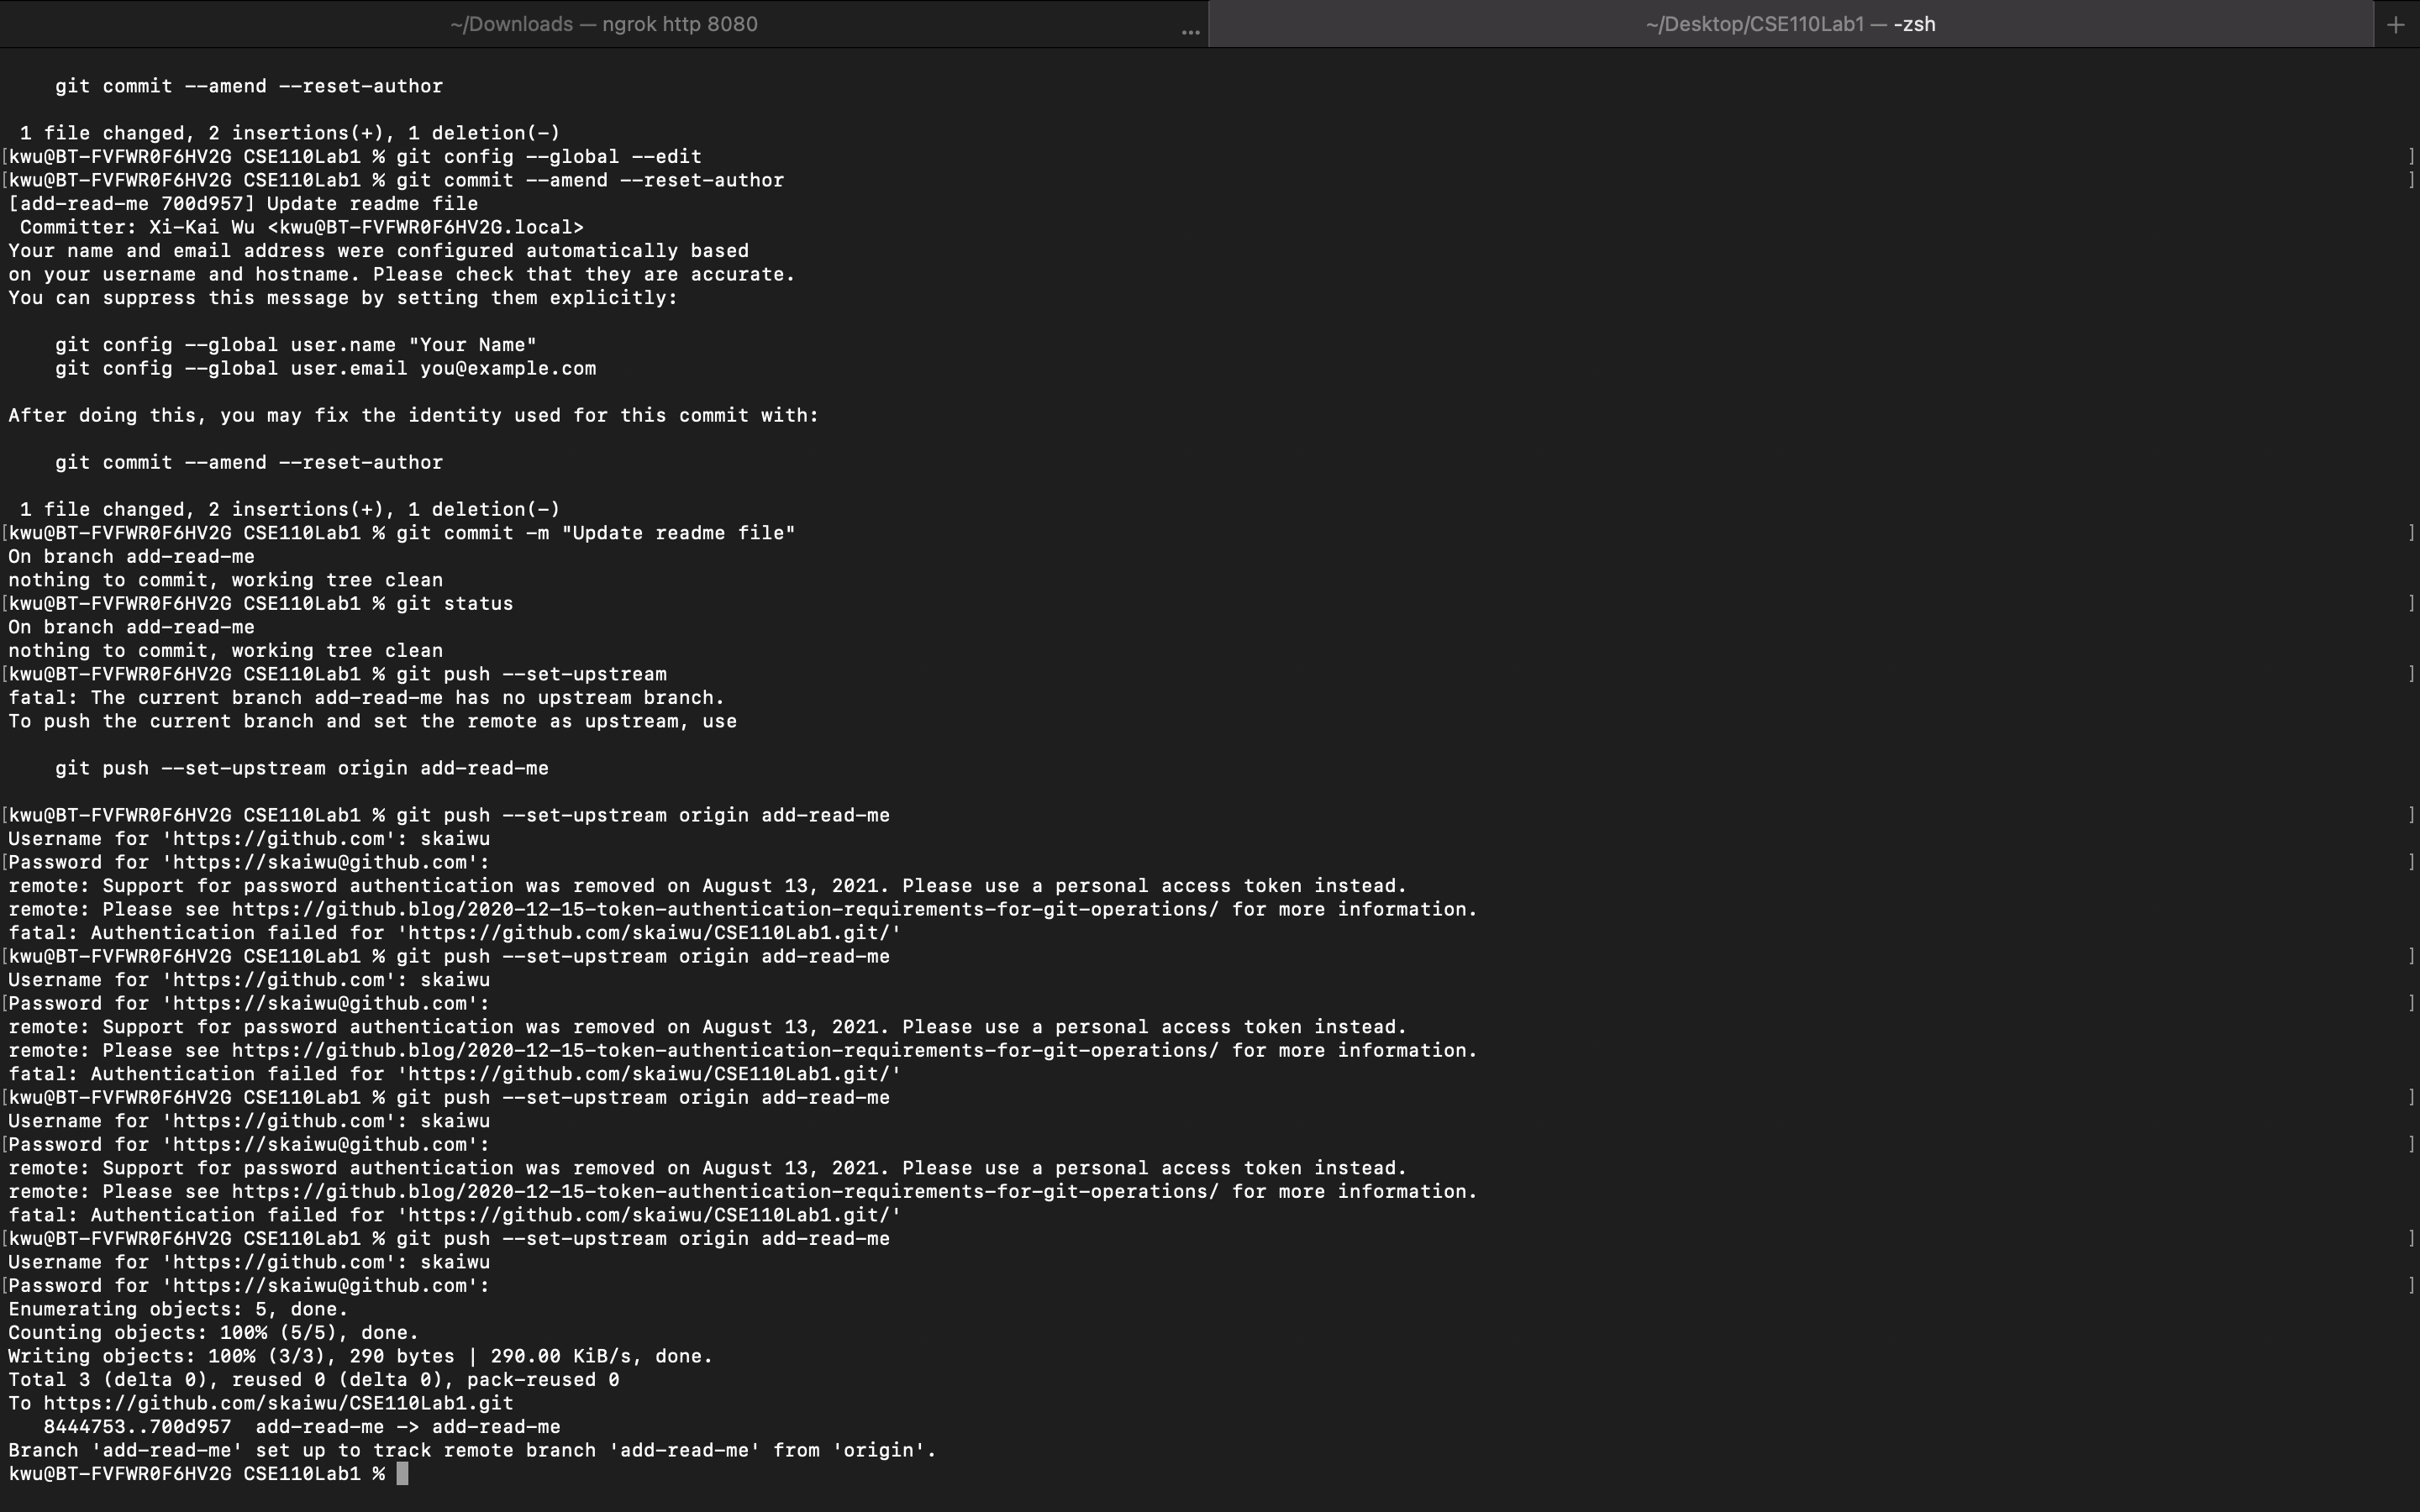 ~/Downloads — ngrok http 8080 ... ~/Desktop/CSE110Lab1 — -zsh +
git commit --amend --reset-author
1 file changed, 2 insertions(+), 1 deletion(-)
[kwu@BT-FVFWR0F6HV2G CSE110Lab1 % git config --global --edit ]
[kwu@BT-FVFWR0F6HV2G CSE110Lab1 % git commit --amend --reset-author ]
[add-read-me 700d957] Update readme file
Committer: Xi-Kai Wu <kwu@BT-FVFWR0F6HV2G.local>
Your name and email address were configured automatically based
on your username and hostname. Please check that they are accurate.
You can suppress this message by setting them explicitly:
git config --global user.name "Your Name"
git config --global user.email you@example.com
After doing this, you may fix the identity used for this commit with:
git commit --amend --reset-author
1 file changed, 2 insertions(+), 1 deletion(-)
[kwu@BT-FVFWR0F6HV2G CSE110Lab1 % git commit -m "Update readme file" ]
On branch add-read-me
nothing to commit, working tree clean
[kwu@BT-FVFWR0F6HV2G CSE110Lab1 % git status ]
On branch add-read-me
nothing to commit, working tree clean
[kwu@BT-FVFWR0F6HV2G CSE110Lab1 % git push --set-upstream ]
fatal: The current branch add-read-me has no upstream branch.
To push the current branch and set the remote as upstream, use
git push --set-upstream origin add-read-me
[kwu@BT-FVFWR0F6HV2G CSE110Lab1 % git push --set-upstream origin add-read-me ]
Username for 'https://github.com': skaiwu
[Password for 'https://skaiwu@github.com': ]
remote: Support for password authentication was removed on August 13, 2021. Please use a personal access token instead.
remote: Please see https://github.blog/2020-12-15-token-authentication-requirements-for-git-operations/ for more information.
fatal: Authentication failed for 'https://github.com/skaiwu/CSE110Lab1.git/'
[kwu@BT-FVFWR0F6HV2G CSE110Lab1 % git push --set-upstream origin add-read-me ]
Username for 'https://github.com': skaiwu
[Password for 'https://skaiwu@github.com': ]
remote: Support for password authentication was removed on August 13, 2021. Please use a personal access token instead.
remote: Please see https://github.blog/2020-12-15-token-authentication-requirements-for-git-operations/ for more information.
fatal: Authentication failed for 'https://github.com/skaiwu/CSE110Lab1.git/'
[kwu@BT-FVFWR0F6HV2G CSE110Lab1 % git push --set-upstream origin add-read-me ]
Username for 'https://github.com': skaiwu
[Password for 'https://skaiwu@github.com': ]
remote: Support for password authentication was removed on August 13, 2021. Please use a personal access token instead.
remote: Please see https://github.blog/2020-12-15-token-authentication-requirements-for-git-operations/ for more information.
fatal: Authentication failed for 'https://github.com/skaiwu/CSE110Lab1.git/'
[kwu@BT-FVFWR0F6HV2G CSE110Lab1 % git push --set-upstream origin add-read-me ]
Username for 'https://github.com': skaiwu
[Password for 'https://skaiwu@github.com': ]
Enumerating objects: 5, done.
Counting objects: 100% (5/5), done.
Writing objects: 100% (3/3), 290 bytes | 290.00 KiB/s, done.
Total 3 (delta 0), reused 0 (delta 0), pack-reused 0
To https://github.com/skaiwu/CSE110Lab1.git
8444753..700d957  add-read-me -> add-read-me
Branch 'add-read-me' set up to track remote branch 'add-read-me' from 'origin'.
kwu@BT-FVFWR0F6HV2G CSE110Lab1 %